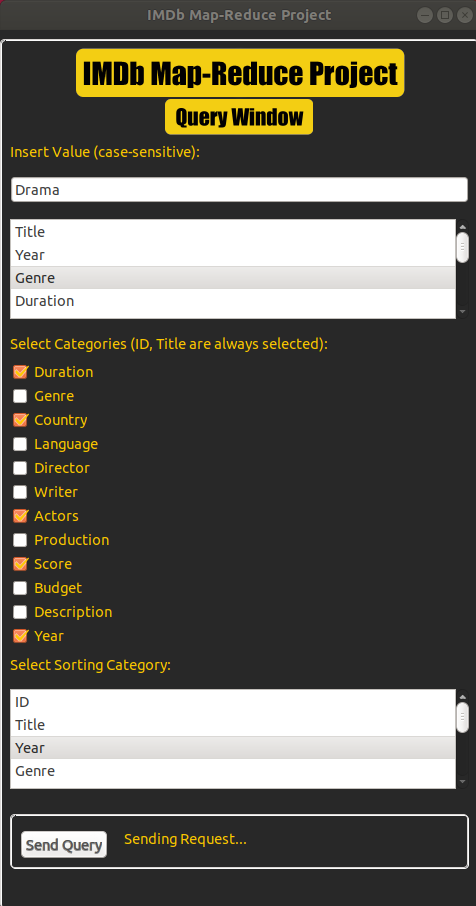 IMDb Map-Reduce Project
IMDb Map-Reduce Project
Query Window
Insert Value (case-sensitive):
Drama
Title
Year
Genre
Duration
Select Categories (ID, Title are always selected):
Duration
Genre
Country
Language
Director
Writer
Actors
Production
Score
Budget
Description
Year
Select Sorting Category:
ID
Title
Year
Genre
Send Query
Sending Request...